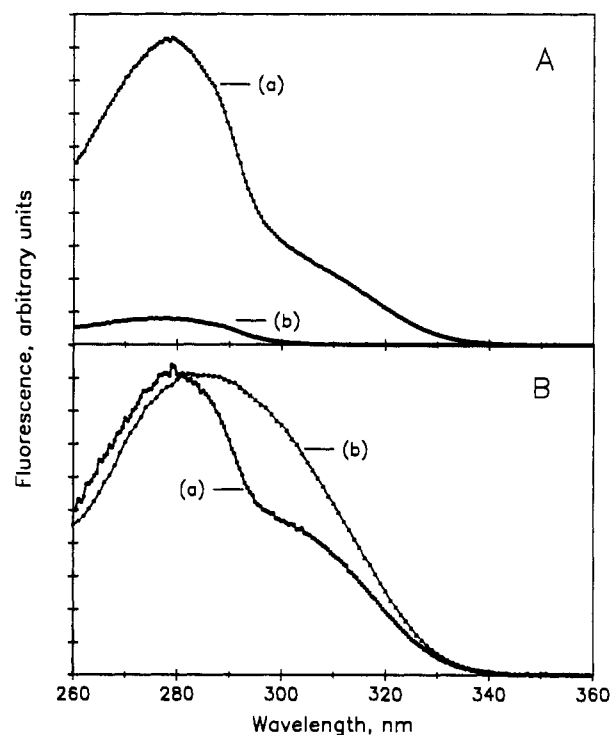 A
(a)
(b)
B
(b)
(a)
Fluorescence, arbitrary units
260 280 300 320 340 360
Wavelength, nm